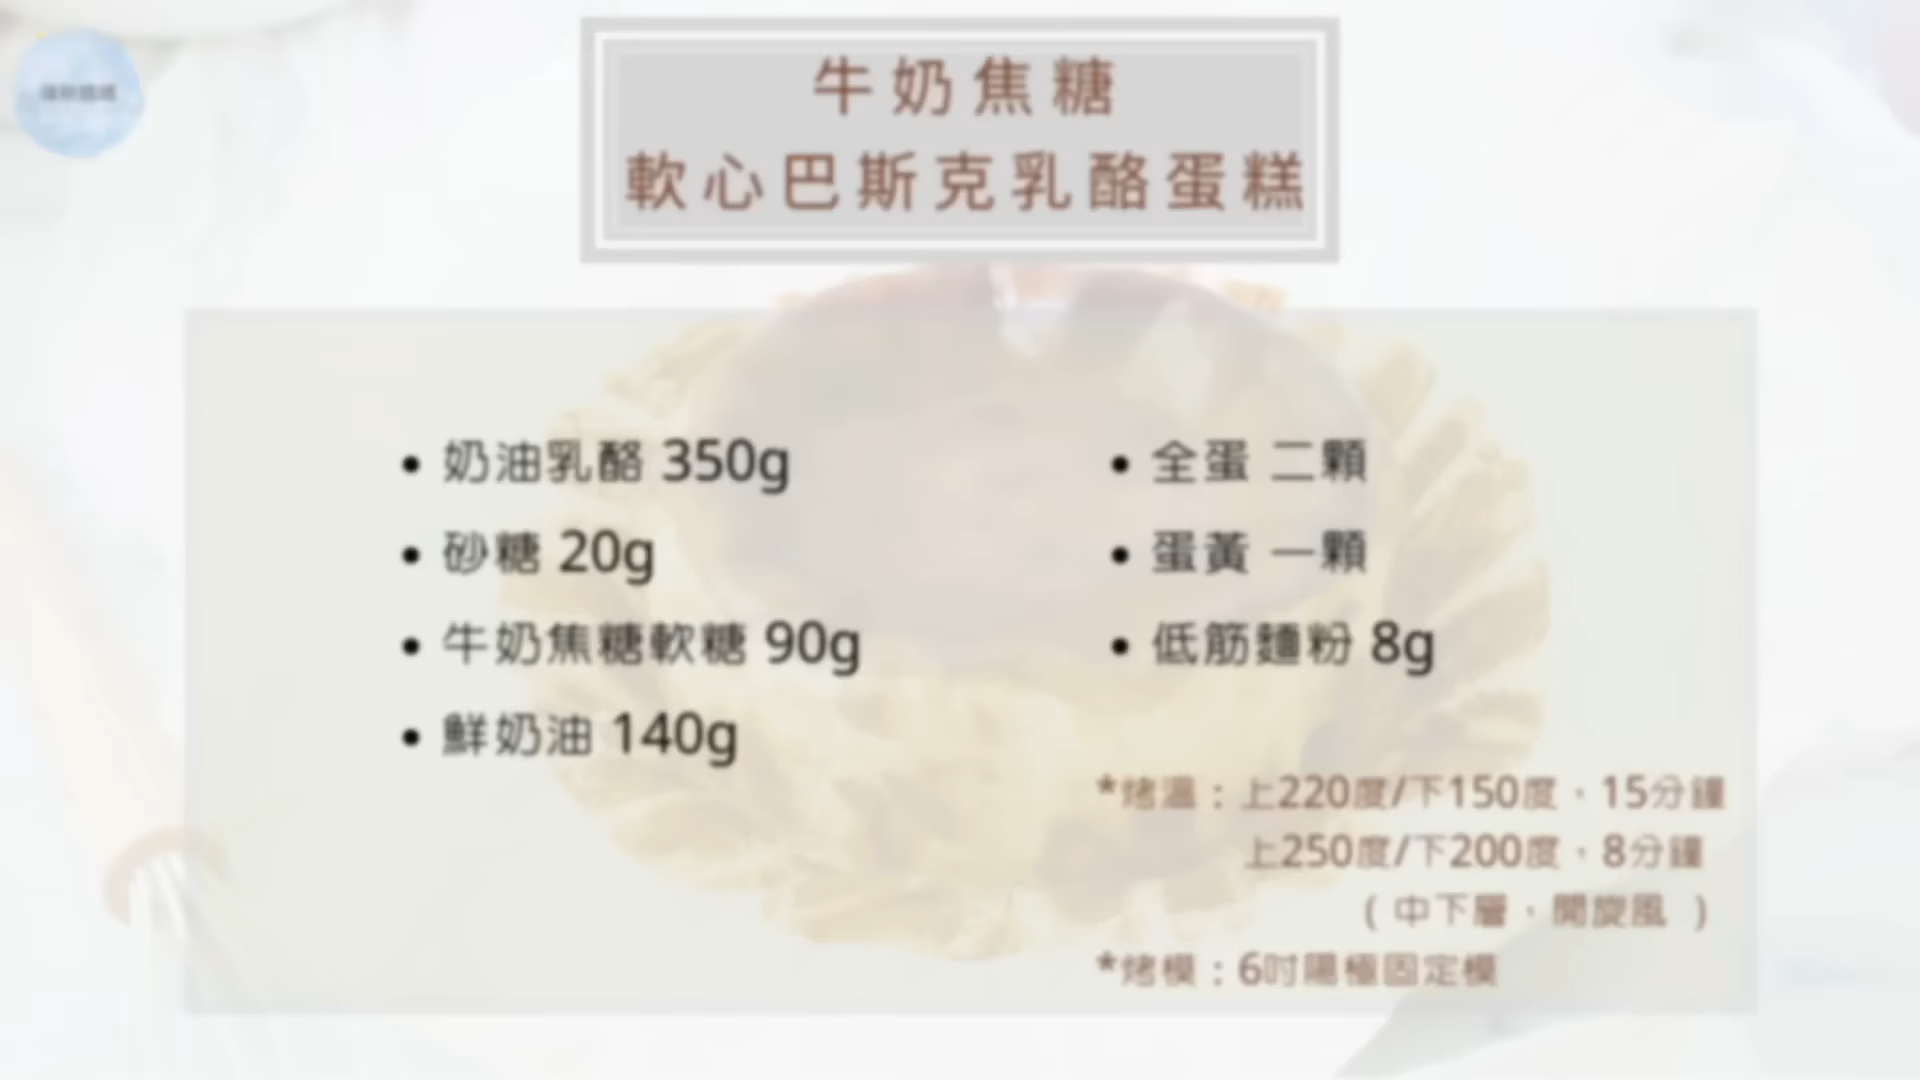 牛奶焦糖
軟心巴斯克乳酪蛋糕
• 奶油乳酪 350g
• 砂糖 20g
• 牛奶焦糖軟糖 90g
• 鮮奶油 140g
• 全蛋 二顆
• 蛋黃 一顆
• 低筋麵粉 8g
*烤溫：上220度/下150度，15分鐘
上250度/下200度，8分鐘
( 中下層，開旋風 )
*烤模：6吋陽極固定模